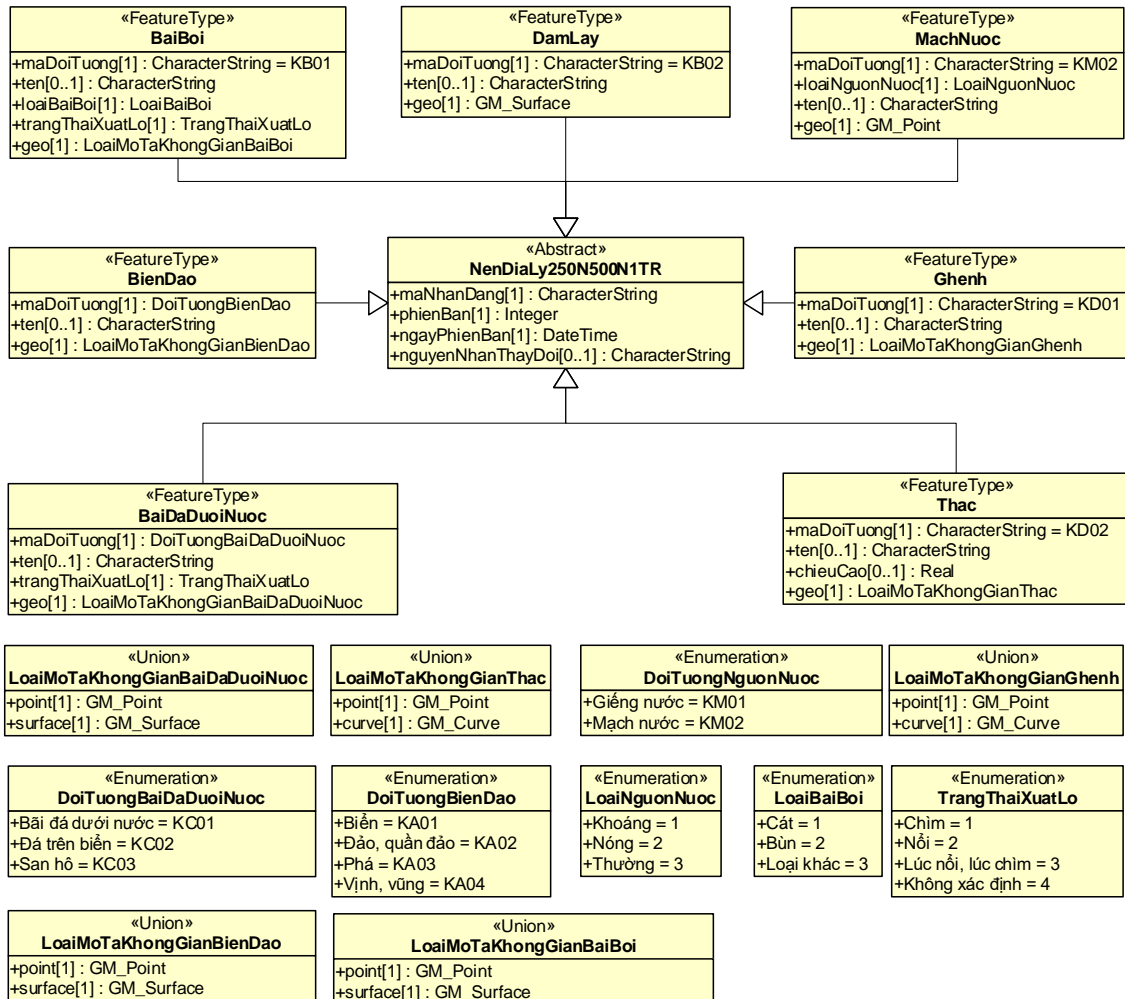 «FeatureType»
BaiBoi
+maDoiTuong[1] : CharacterString = KB01
+ten[0..1] : CharacterString
+loaiBaiBoi[1] : LoaiBaiBoi
+trangThaiXuatLo[1] : TrangThaiXuatLo
+geo[1] : LoaiMoTaKhongGianBaiBoi
«FeatureType»
DamLay
+maDoiTuong[1] : CharacterString = KB02
+ten[0..1] : CharacterString
+geo[1] : GM_Surface
«FeatureType»
MachNuoc
+maDoiTuong[1] : CharacterString = KM02
+loaiNguonNuoc[1] : LoaiNguonNuoc
+ten[0..1] : CharacterString
+geo[1] : GM_Point
«FeatureType»
BienDao
+maDoiTuong[1] : DoiTuongBienDao
+ten[0..1] : CharacterString
+geo[1] : LoaiMoTaKhongGianBienDao
«Abstract»
NenDiaLy250N500N1TR
+maNhanDang[1] : CharacterString
+phienBan[1] : Integer
+ngayPhienBan[1] : DateTime
+nguyenNhanThayDoi[0..1] : CharacterString
«FeatureType»
Ghenh
+maDoiTuong[1] : CharacterString = KD01
+ten[0..1] : CharacterString
+geo[1] : LoaiMoTaKhongGianGhenh
«FeatureType»
BaiDaDuoiNuoc
+maDoiTuong[1] : DoiTuongBaiDaDuoiNuoc
+ten[0..1] : CharacterString
+trangThaiXuatLo[1] : TrangThaiXuatLo
+geo[1] : LoaiMoTaKhongGianBaiDaDuoiNuoc
«FeatureType»
Thac
+maDoiTuong[1] : CharacterString = KD02
+ten[0..1] : CharacterString
+chieuCao[0..1] : Real
+geo[1] : LoaiMoTaKhongGianThac
«Union»
LoaiMoTaKhongGianBaiDaDuoiNuoc
+point[1] : GM_Point
+surface[1] : GM_Surface
«Union»
LoaiMoTaKhongGianThac
+point[1] : GM_Point
+curve[1] : GM_Curve
«Enumeration»
DoiTuongNguonNuoc
+Giếng nước = KM01
+Mạch nước = KM02
«Union»
LoaiMoTaKhongGianGhenh
+point[1] : GM_Point
+curve[1] : GM_Curve
«Enumeration»
DoiTuongBaiDaDuoiNuoc
+Bãi đá dưới nước = KC01
+Đá trên biển = KC02
+San hô = KC03
«Enumeration»
DoiTuongBienDao
+Biển = KA01
+Đảo, quần đảo = KA02
+Phá = KA03
+Vịnh, vũng = KA04
«Enumeration»
LoaiNguonNuoc
+Khoáng = 1
+Nóng = 2
+Thường = 3
«Enumeration»
LoaiBaiBoi
+Cát = 1
+Bùn = 2
+Loại khác = 3
«Enumeration»
TrangThaiXuatLo
+Chìm = 1
+Nổi = 2
+Lúc nổi, lúc chìm = 3
+Không xác định = 4
«Union»
LoaiMoTaKhongGianBienDao
+point[1] : GM_Point
+surface[1] : GM_Surface
«Union»
LoaiMoTaKhongGianBaiBoi
+point[1] : GM_Point
+surface[1] : GM_Surface